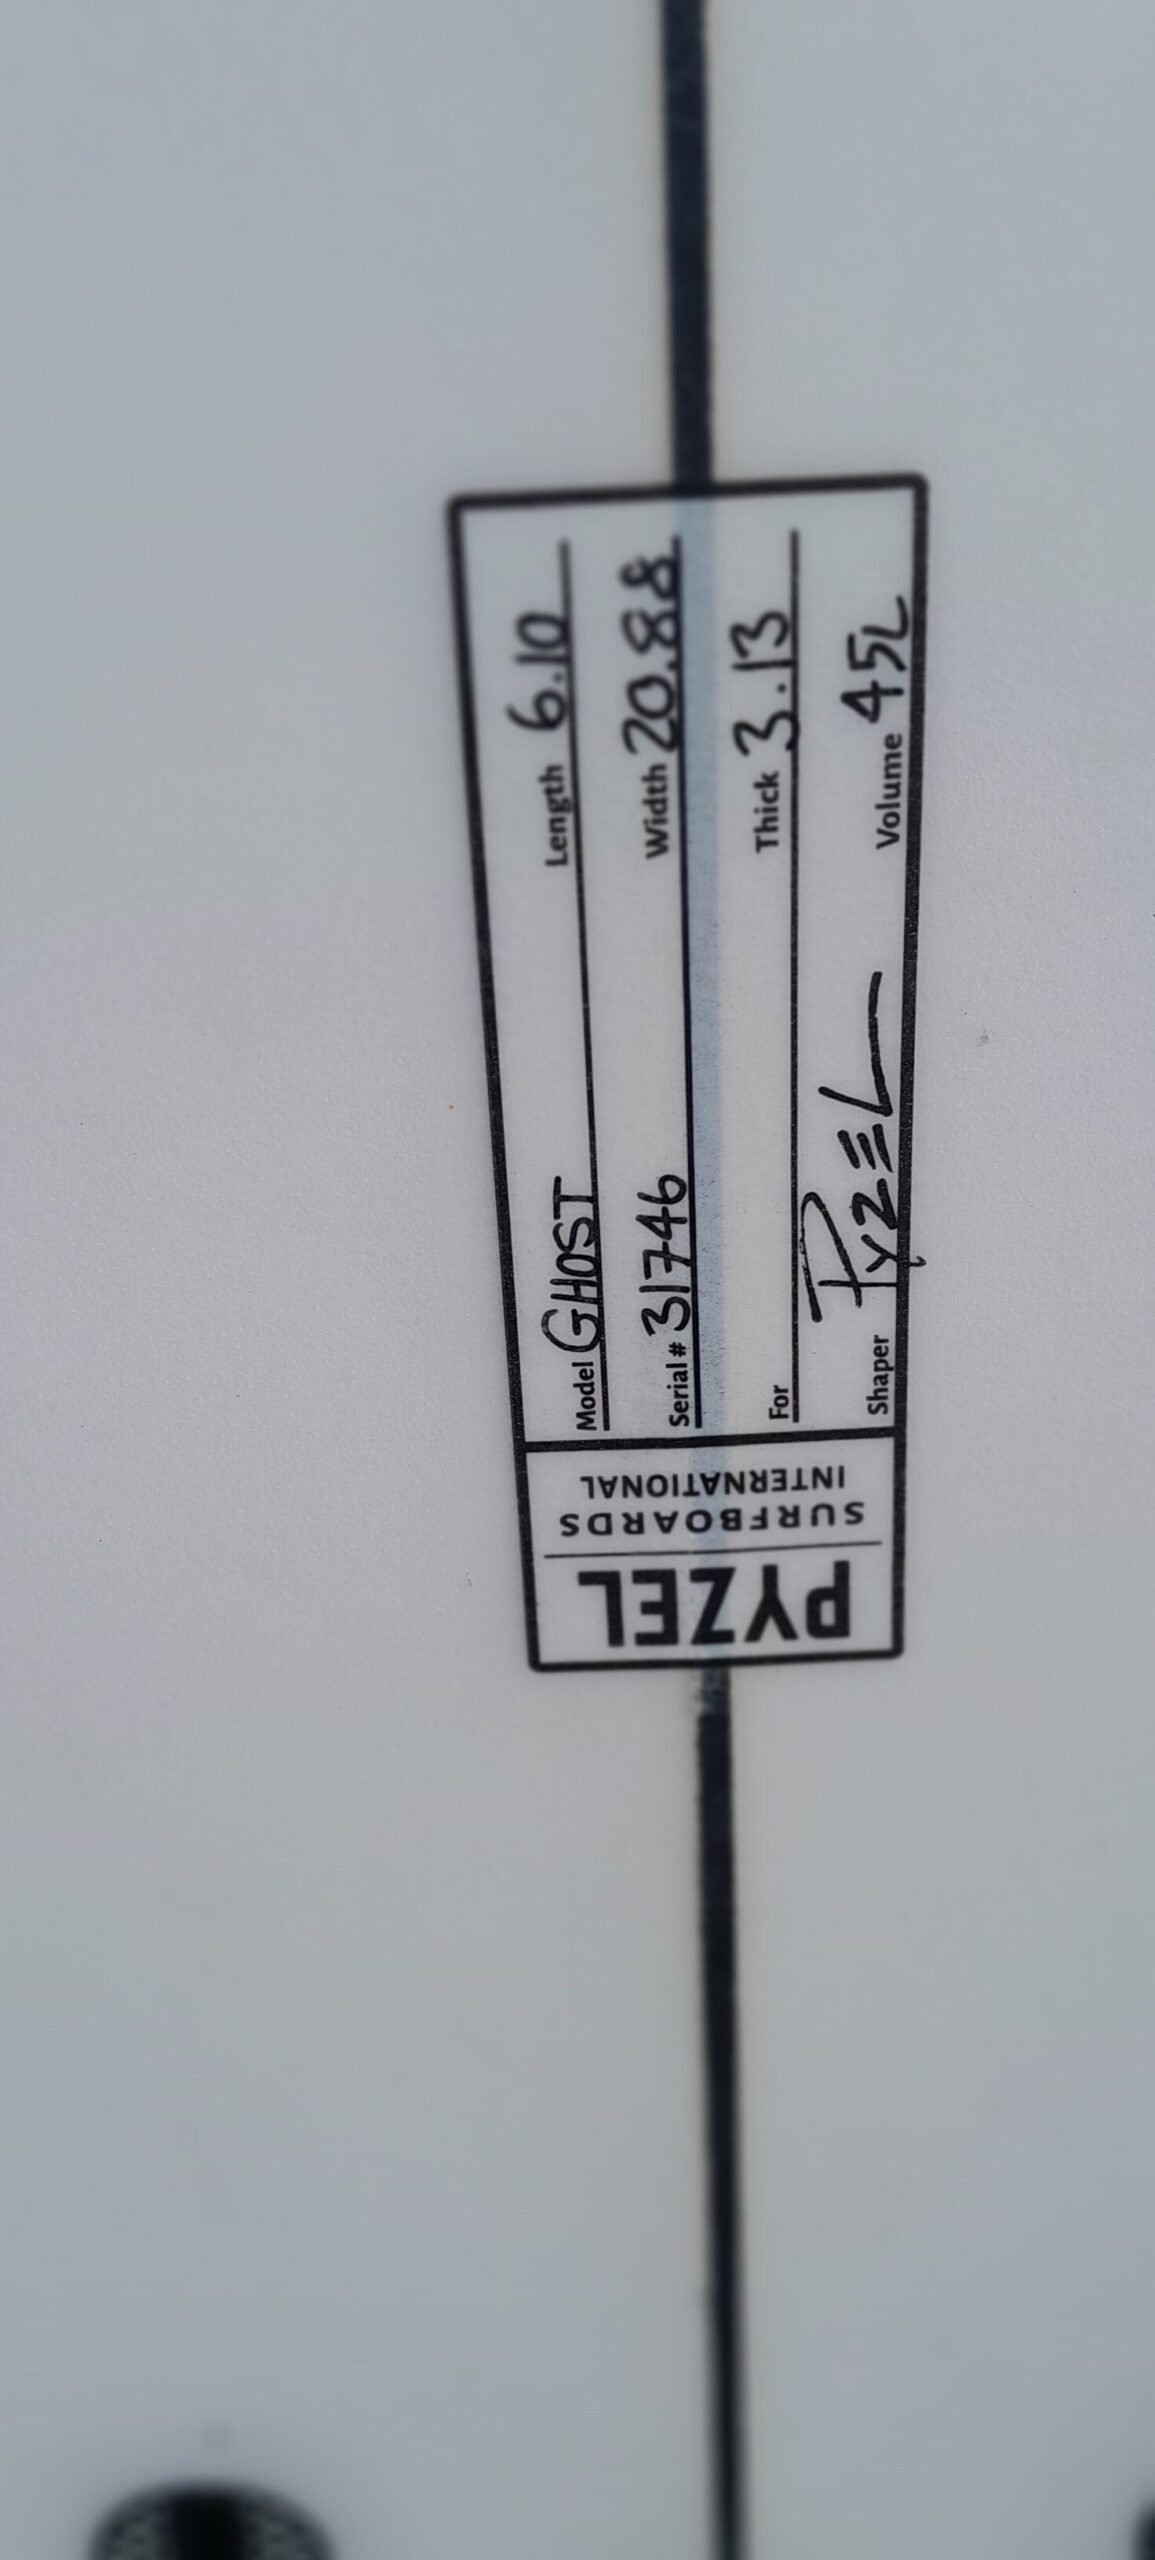 PYZEL
SURFBOARDS
INTERNATIONAL
Model GHOST Length 6.10
Serial # 31746 Width 20.88
For Thick 3.13
Shaper PYZEL Volume 45L